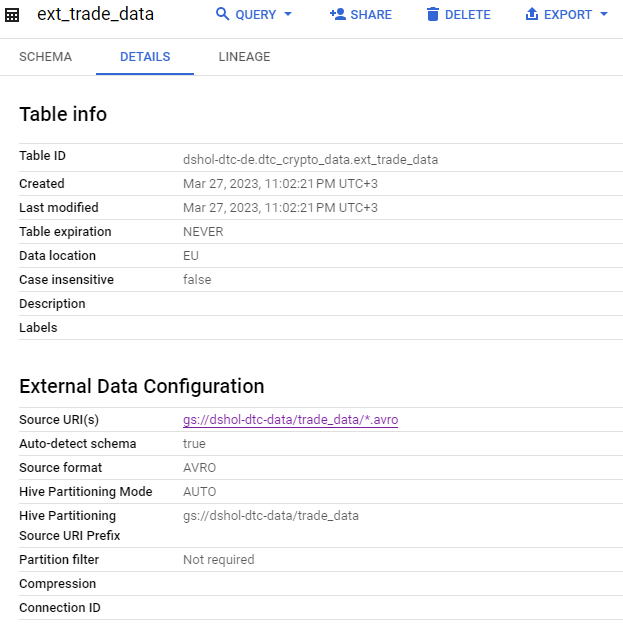 ext_trade_data QUERY SHARE DELETE EXPORT
SCHEMA DETAILS LINEAGE
Table info
Table ID dshol-dtc-de.dtc_crypto_data.ext_trade_data
Created Mar 27, 2023, 11:02:21 PM UTC+3
Last modified Mar 27, 2023, 11:02:21 PM UTC+3
Table expiration NEVER
Data location EU
Case insensitive false
Description
Labels
External Data Configuration
Source URI(s) gs://dshol-dtc-data/trade_data/*.avro
Auto-detect schema true
Source format AVRO
Hive Partitioning Mode AUTO
Hive Partitioning gs://dshol-dtc-data/trade_data
Source URI Prefix
Partition filter Not required
Compression
Connection ID